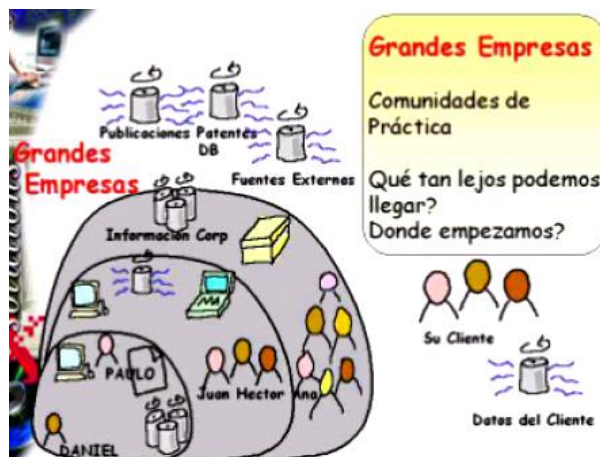 Grandes Empresas
Comunidades de
Práctica
Qué tan lejos podemos
llegar?
Donde empezamos?
Publicaciones Patentes
DB
Fuentes Externas
Grandes
Empresas
Información Corp
PAULO
Juan Hector Ana
DANIEL
Su Cliente
Datos del Cliente